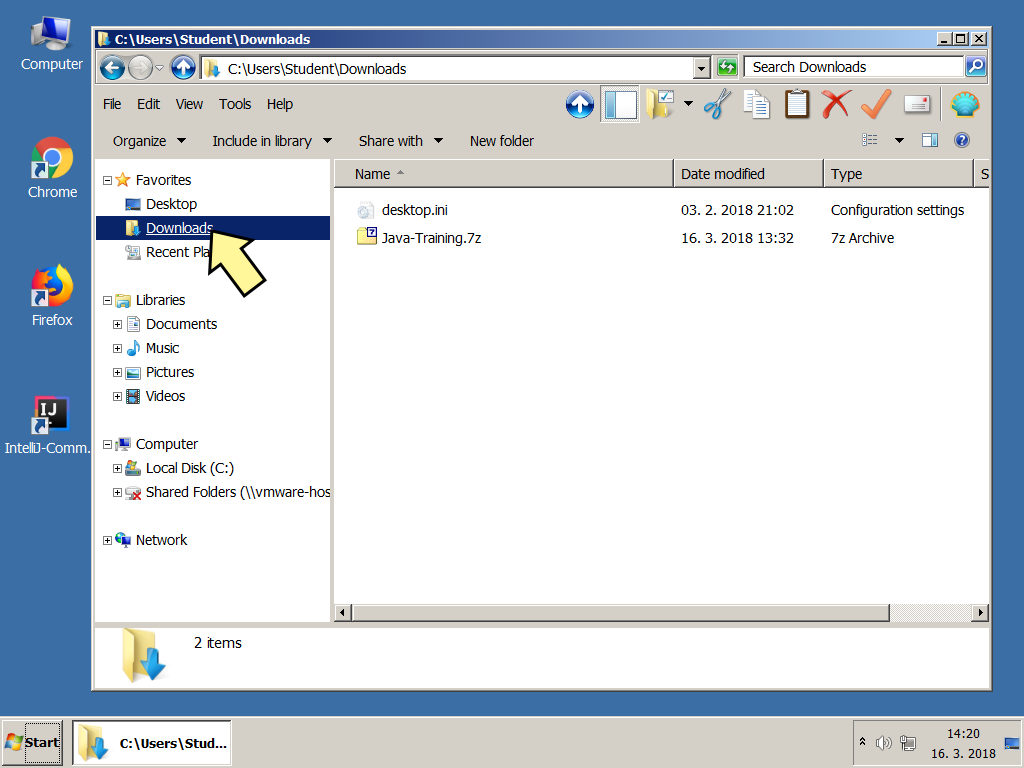 Computer
Chrome
Firefox
IJ
IntelliJ-Comm...
C:\Users\Student\Downloads
C:\Users\Student\Downloads
Search Downloads
File Edit View Tools Help
Organize Include in library Share with New folder
Favorites
Desktop
Downloads
Recent Pla
Libraries
Documents
Music
Pictures
Videos
Computer
Local Disk (C:)
Shared Folders (\\vmware-hos
Network
Name Date modified Type S
desktop.ini 03. 2. 2018 21:02 Configuration settings
Java-Training.7z 16. 3. 2018 13:32 7z Archive
2 items
Start
C:\Users\Stud...
14:20
16. 3. 2018